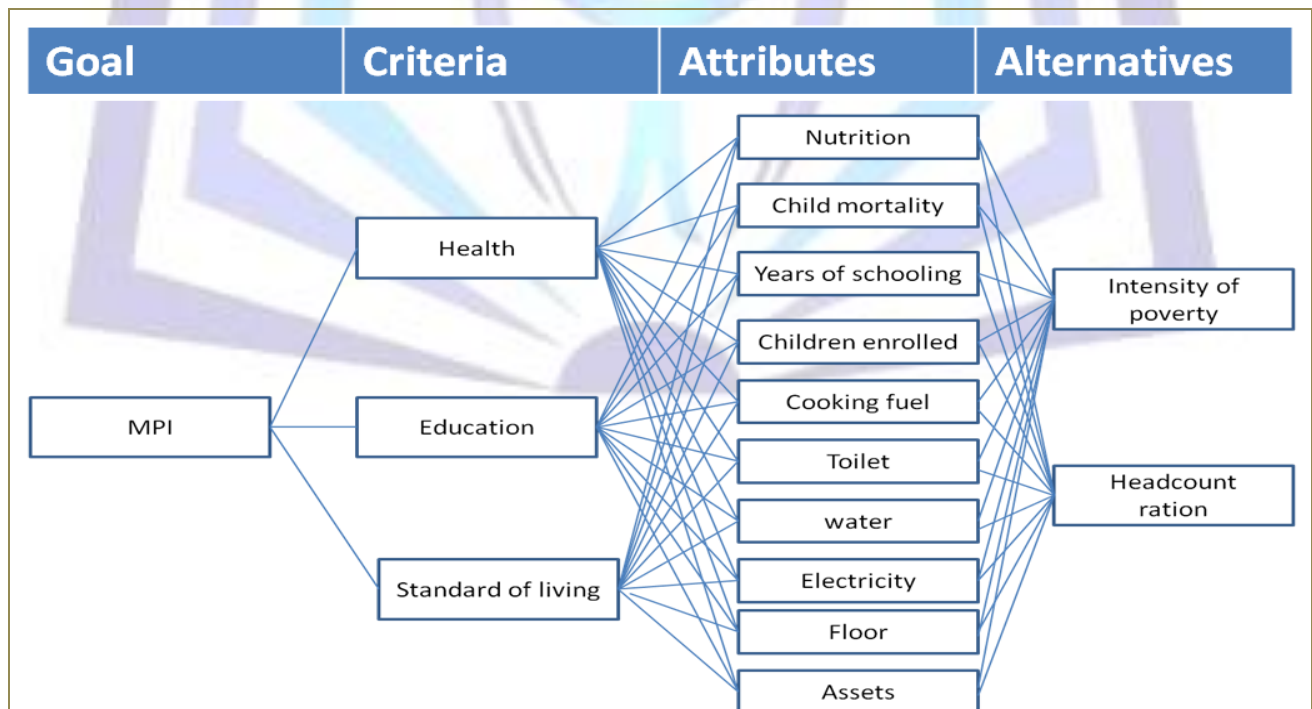 Goal
Criteria
Attributes
Alternatives
Nutrition
Child mortality
Health
Years of schooling
Intensity of
poverty
Children enrolled
Cooking fuel
MPI
Education
Toilet
Headcount
ration
water
Standard of living
Electricity
Floor
Assets